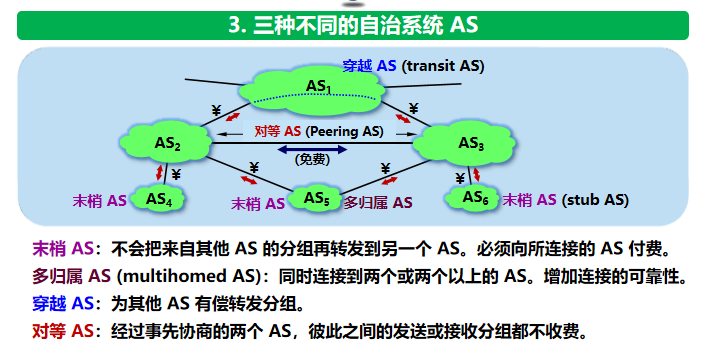 3. 三种不同的自治系统 AS
穿越 AS (transit AS)
AS1
¥ ¥
对等 AS (Peering AS)
AS2 AS3
(免费)
¥ ¥ ¥ ¥
末梢 AS AS4 末梢 AS AS5 多归属 AS AS6 末梢 AS (stub AS)
末梢 AS：不会把来自其他 AS 的分组再转发到另一个 AS。必须向所连接的 AS 付费。
多归属 AS (multihomed AS)：同时连接到两个或两个以上的 AS。增加连接的可靠性。
穿越 AS：为其他 AS 有偿转发分组。
对等 AS：经过事先协商的两个 AS，彼此之间的发送或接收分组都不收费。